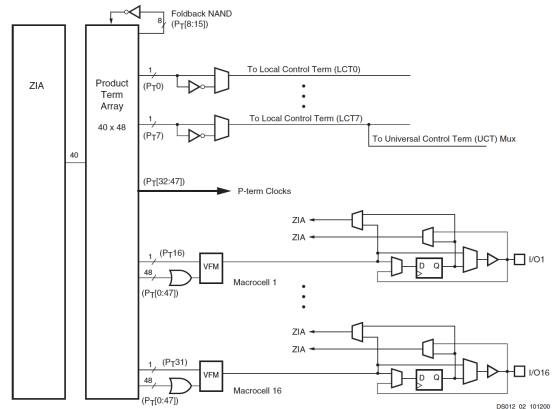 Foldback NAND
8
(PT[8:15])
ZIA
Product
Term
Array
40 x 48
1
(PT0)
To Local Control Term (LCT0)
1
(PT7)
To Local Control Term (LCT7)
To Universal Control Term (UCT) Mux
40
(PT[32:47])
P-term Clocks
ZIA
ZIA
1
(PT16)
48
VFM
(PT[0:47])
Macrocell 1
D Q
I/O1
ZIA
ZIA
1
(PT31)
48
VFM
(PT[0:47])
Macrocell 16
D Q
I/O16
DS012_02_101200